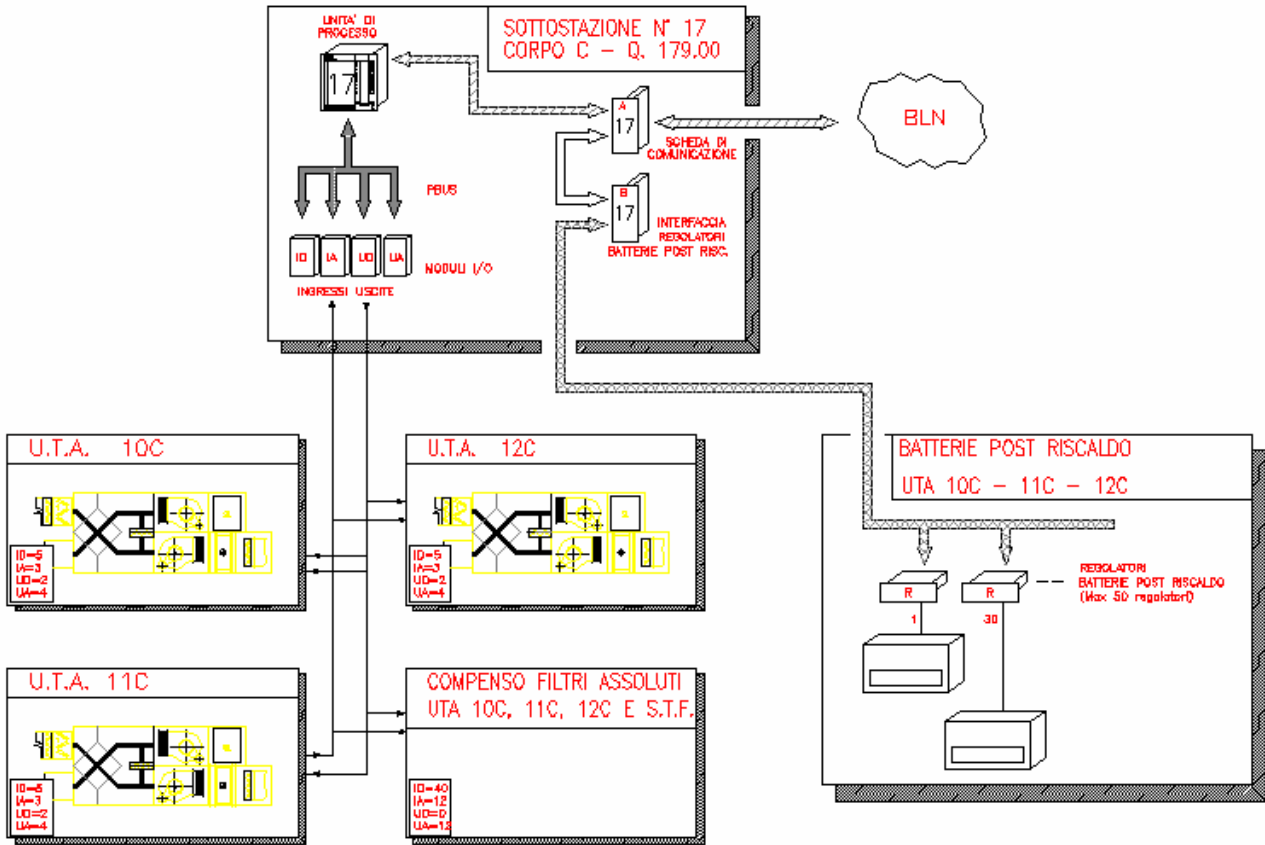 UNITA' DI
PROCESSO
17
SOTTOSTAZIONE N° 17
CORPO C - Q. 179.00
A
17
SCHEDA DI
COMUNICAZIONE
BLN
PBUS
B
17
INTERFACCIA
REGOLATORI
BATTERIE POST RISC.
ID IA UD UA
MODULI I/O
INGRESSI USCITE
U.T.A. 10C
ID=5
IA=3
UD=2
UA=4
U.T.A. 12C
ID=5
IA=3
UD=2
UA=4
BATTERIE POST RISCALDO
UTA 10C - 11C - 12C
R
R
1
30
REGOLATORI
BATTERIE POST RISCALDO
(Max 50 regolatori)
U.T.A. 11C
IA=3
UD=2
UA=4
COMPENSO FILTRI ASSOLUTI
UTA 10C, 11C, 12C E S.T.F.
ID=40
IA=12
UD=0